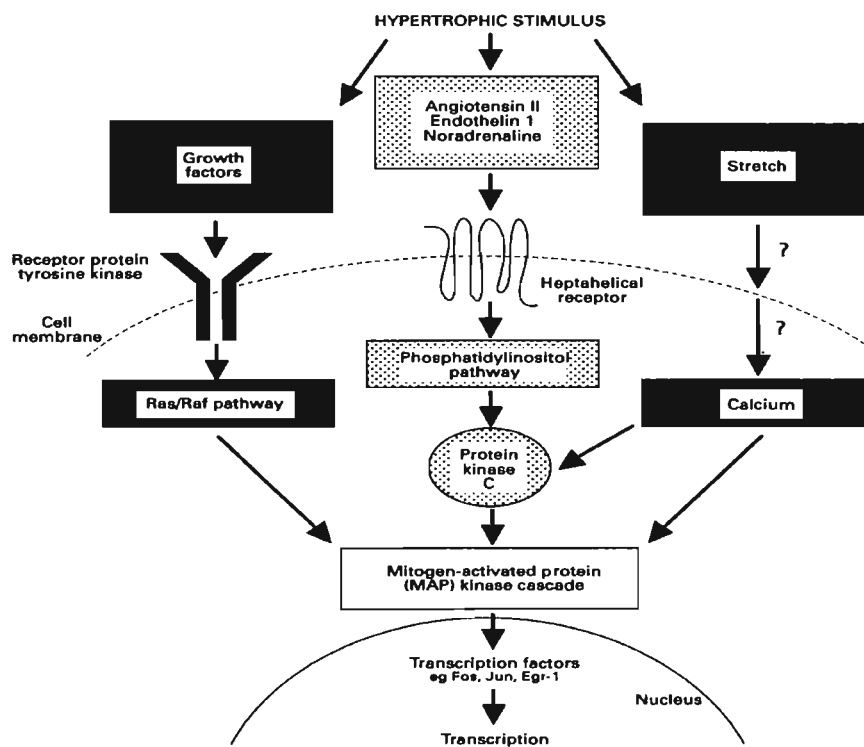 HYPERTROPHIC STIMULUS
Angiotensin II
Endothelin 1
Noradrenaline
Growth
factors
Stretch
Receptor protein
tyrosine kinase
?
Heptahelical
receptor
Cell
membrane
?
Phosphatidylinositol
pathway
Ras/Raf pathway
Calcium
Protein
kinase
C
Mitogen-activated protein
(MAP) kinase cascade
Transcription factors
eg Fos, Jun, Egr-1
Nucleus
Transcription